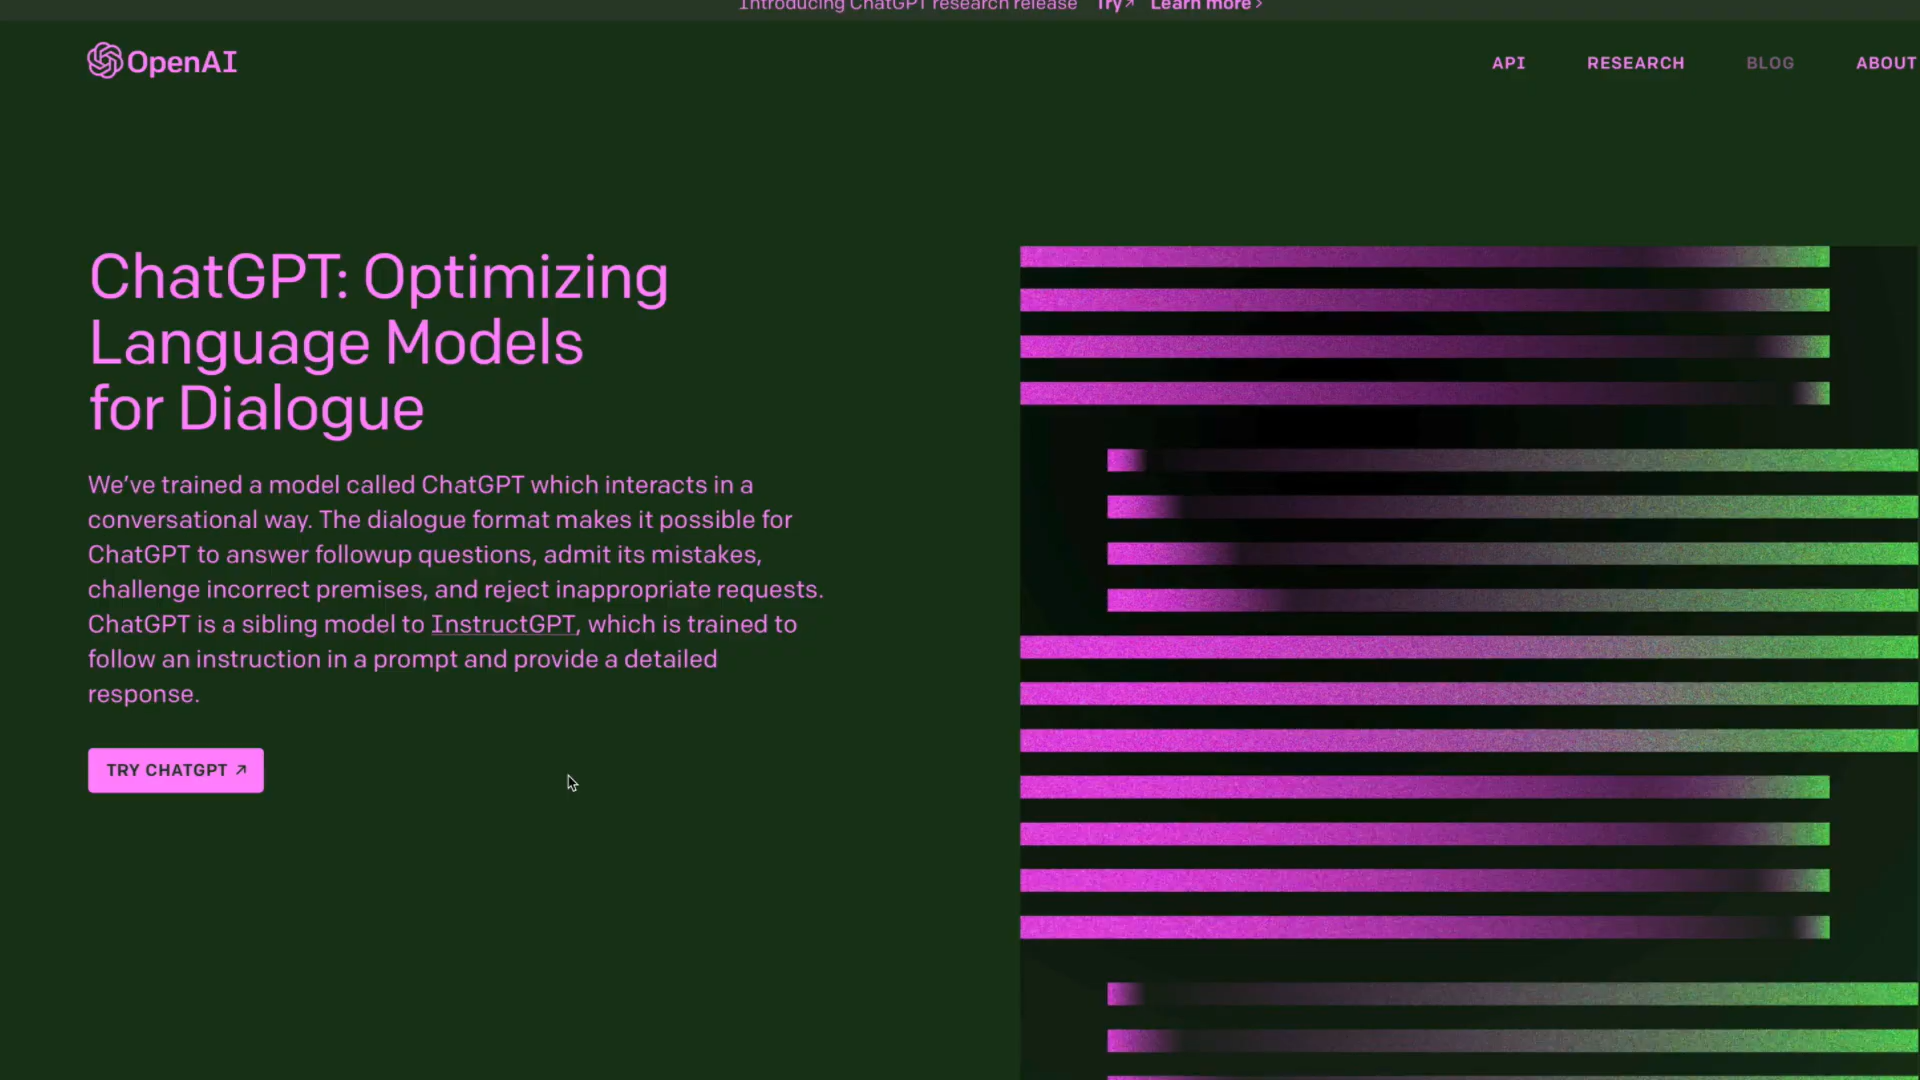 Introducing ChatGPT research release Try↗ Learn more ›
OpenAI
API RESEARCH BLOG ABOUT
ChatGPT: Optimizing
Language Models
for Dialogue
We’ve trained a model called ChatGPT which interacts in a
conversational way. The dialogue format makes it possible for
ChatGPT to answer followup questions, admit its mistakes,
challenge incorrect premises, and reject inappropriate requests.
ChatGPT is a sibling model to InstructGPT, which is trained to
follow an instruction in a prompt and provide a detailed
response.
TRY CHATGPT ↗